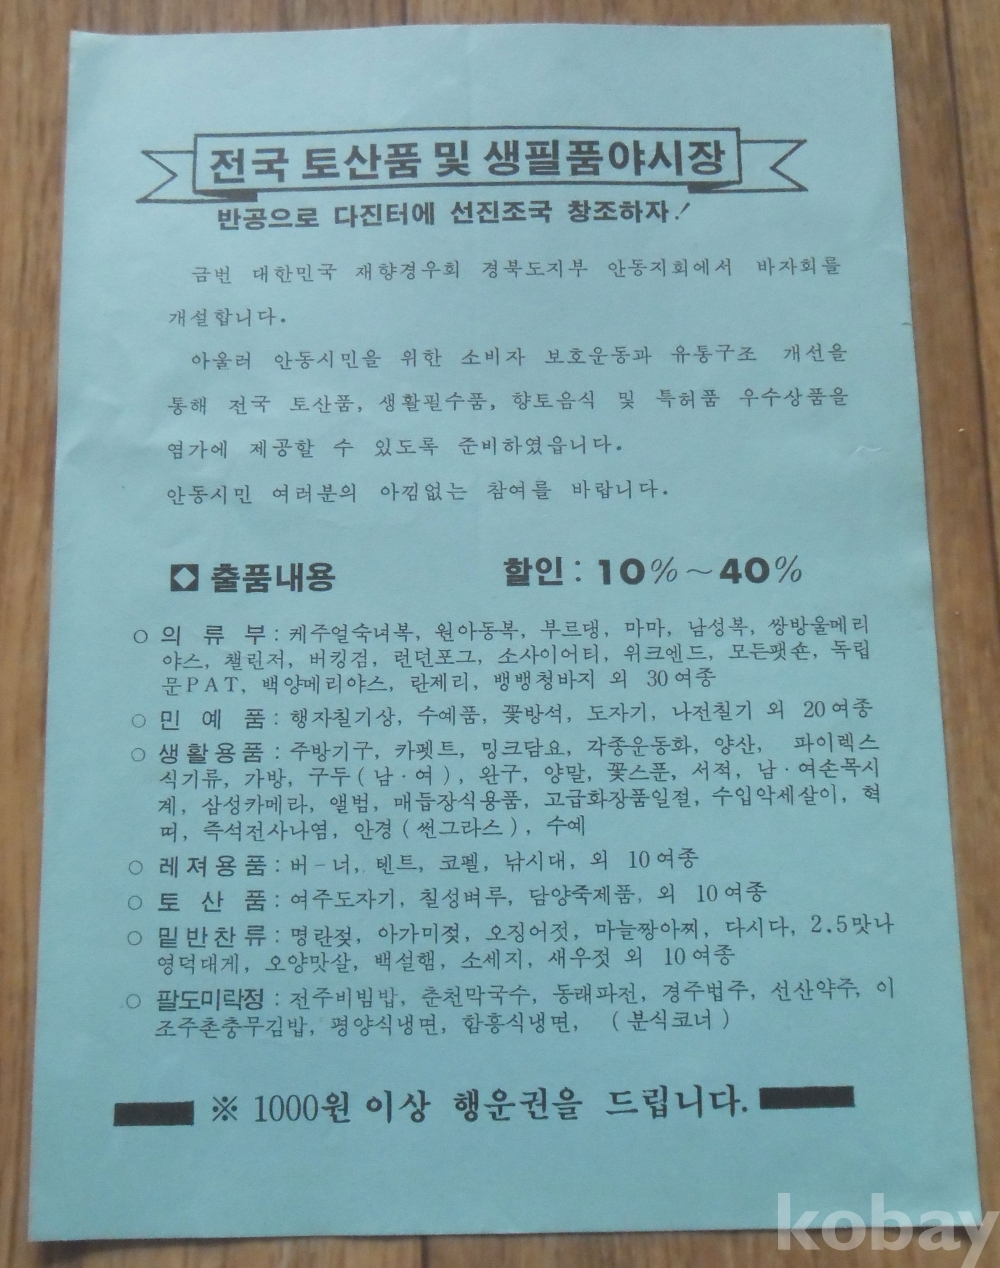 전국 토산품 및 생필품야시장
반공으로 다진터에 선진조국 창조하자!
금번 대한민국 재향경우회 경북도지부 안동지회에서 바자회를
개설합니다.
아울러 안동시민을 위한 소비자 보호운동과 유통구조 개선을
통해 전국 토산품, 생활필수품, 향토음식 및 특허품 우수상품을
염가에 제공할 수 있도록 준비하였읍니다.
안동시민 여러분의 아낌없는 참여를 바랍니다.
◈ 출품내용 할인 : 10%~40%
○ 의 류 부 : 케주얼숙녀복, 원아동복, 부르댕, 마마, 남성복, 쌍방울메리
야스, 챌린저, 버킹검, 런던포그, 소사이어티, 위크엔드, 모든팻숀, 독립
문PAT, 백양메리야스, 란제리, 뱅뱅청바지 외 30여종
○ 민 예 품 : 행자칠기상, 수예품, 꽃방석, 도자기, 나전칠기 외 20여종
○ 생활용품 : 주방기구, 카펫트, 밍크담요, 각종운동화, 양산, 파이렉스
식기류, 가방, 구두(남·여), 완구, 양말, 꽃스푼, 서적, 남·여손목시
계, 삼성카메라, 앨범, 매듭장식용품, 고급화장품일절, 수입악세살이, 혁
띠, 즉석전사나염, 안경(썬그라스), 수예
○ 레져용품 : 버-너, 텐트, 코펠, 낚시대, 외 10여종
○ 토 산 품 : 여주도자기, 칠성벼루, 담양죽제품, 외 10여종
○ 밑반찬류 : 명란젖, 아가미젖, 오징어젓, 마늘짱아찌, 다시다, 2.5맛나
영덕대게, 오양맛살, 백설햄, 소세지, 새우젓 외 10여종
○ 팔도미락정 : 전주비빔밥, 춘천막국수, 동래파전, 경주법주, 선산약주, 이
조주촌충무김밥, 평양식냉면, 함흥식냉면, (분식코너)
※ 1000원 이상 행운권을 드립니다.
kobay